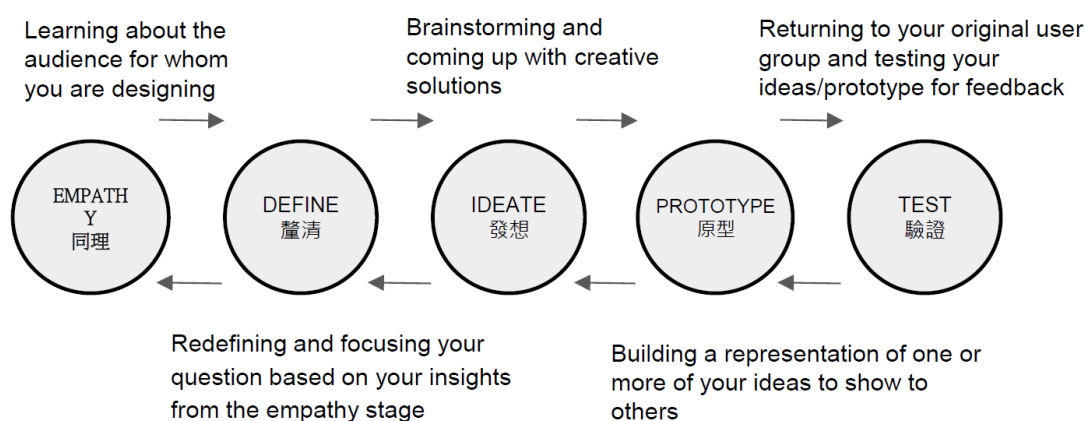 Learning about the
audience for whom
you are designing
Brainstorming and
coming up with creative
solutions
Returning to your original user
group and testing your
ideas/prototype for feedback
EMPATH
Y
同理
DEFINE
釐清
IDEATE
發想
PROTOTYPE
原型
TEST
驗證
Redefining and focusing your
question based on your insights
from the empathy stage
Building a representation of one or
more of your ideas to show to
others